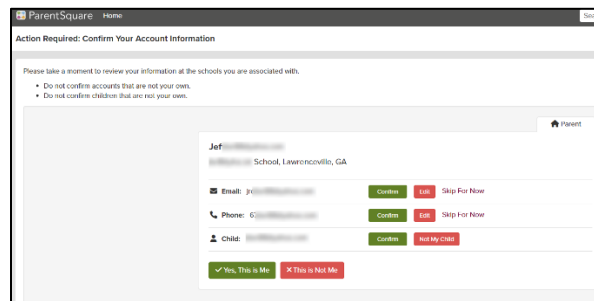 ParentSquare Home Sea
Action Required: Confirm Your Account Information
Please take a moment to review your information at the schools you are associated with.
• Do not confirm accounts that are not your own.
• Do not confirm children that are not your own.
Parent
Jef
School, Lawrenceville, GA
Email: Confirm Edit Skip For Now
Phone: 6 Confirm Edit Skip For Now
Child: Confirm Not My Child
Yes, This is Me This is Not Me